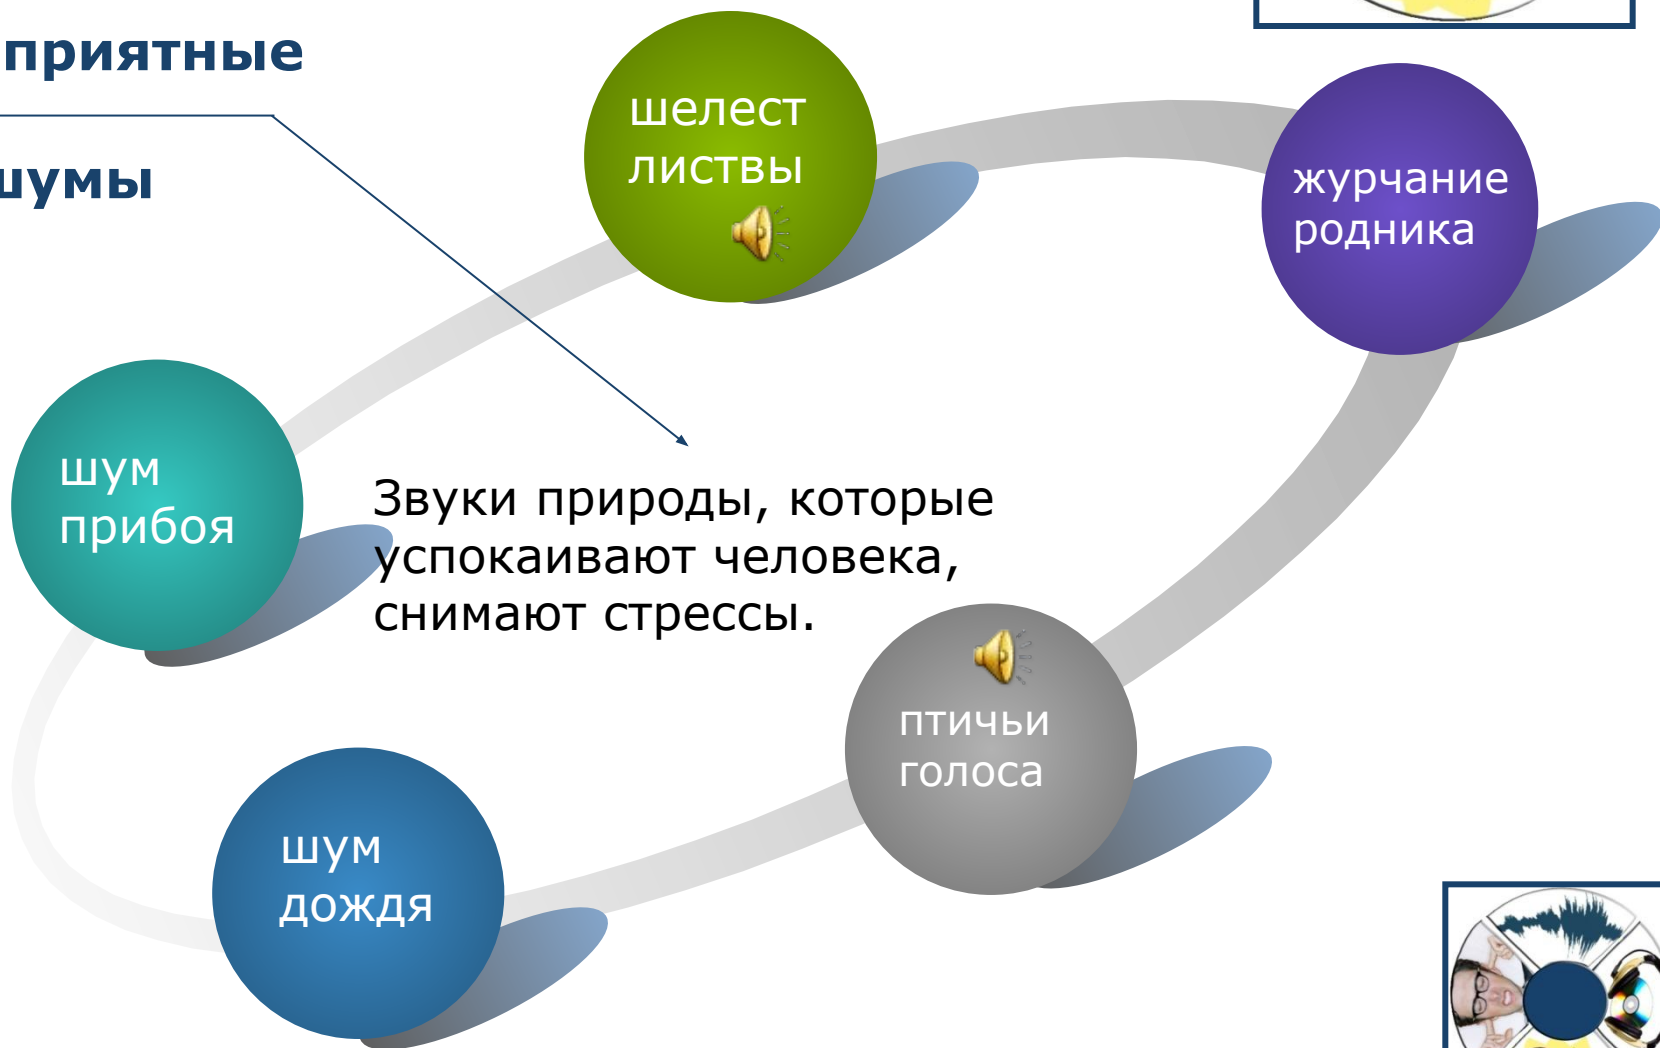 приятные
шумы
шелест
листвы
журчание
родника
шум
прибоя
Звуки природы, которые
успокаивают человека,
снимают стрессы.
птичьи
голоса
шум
дождя